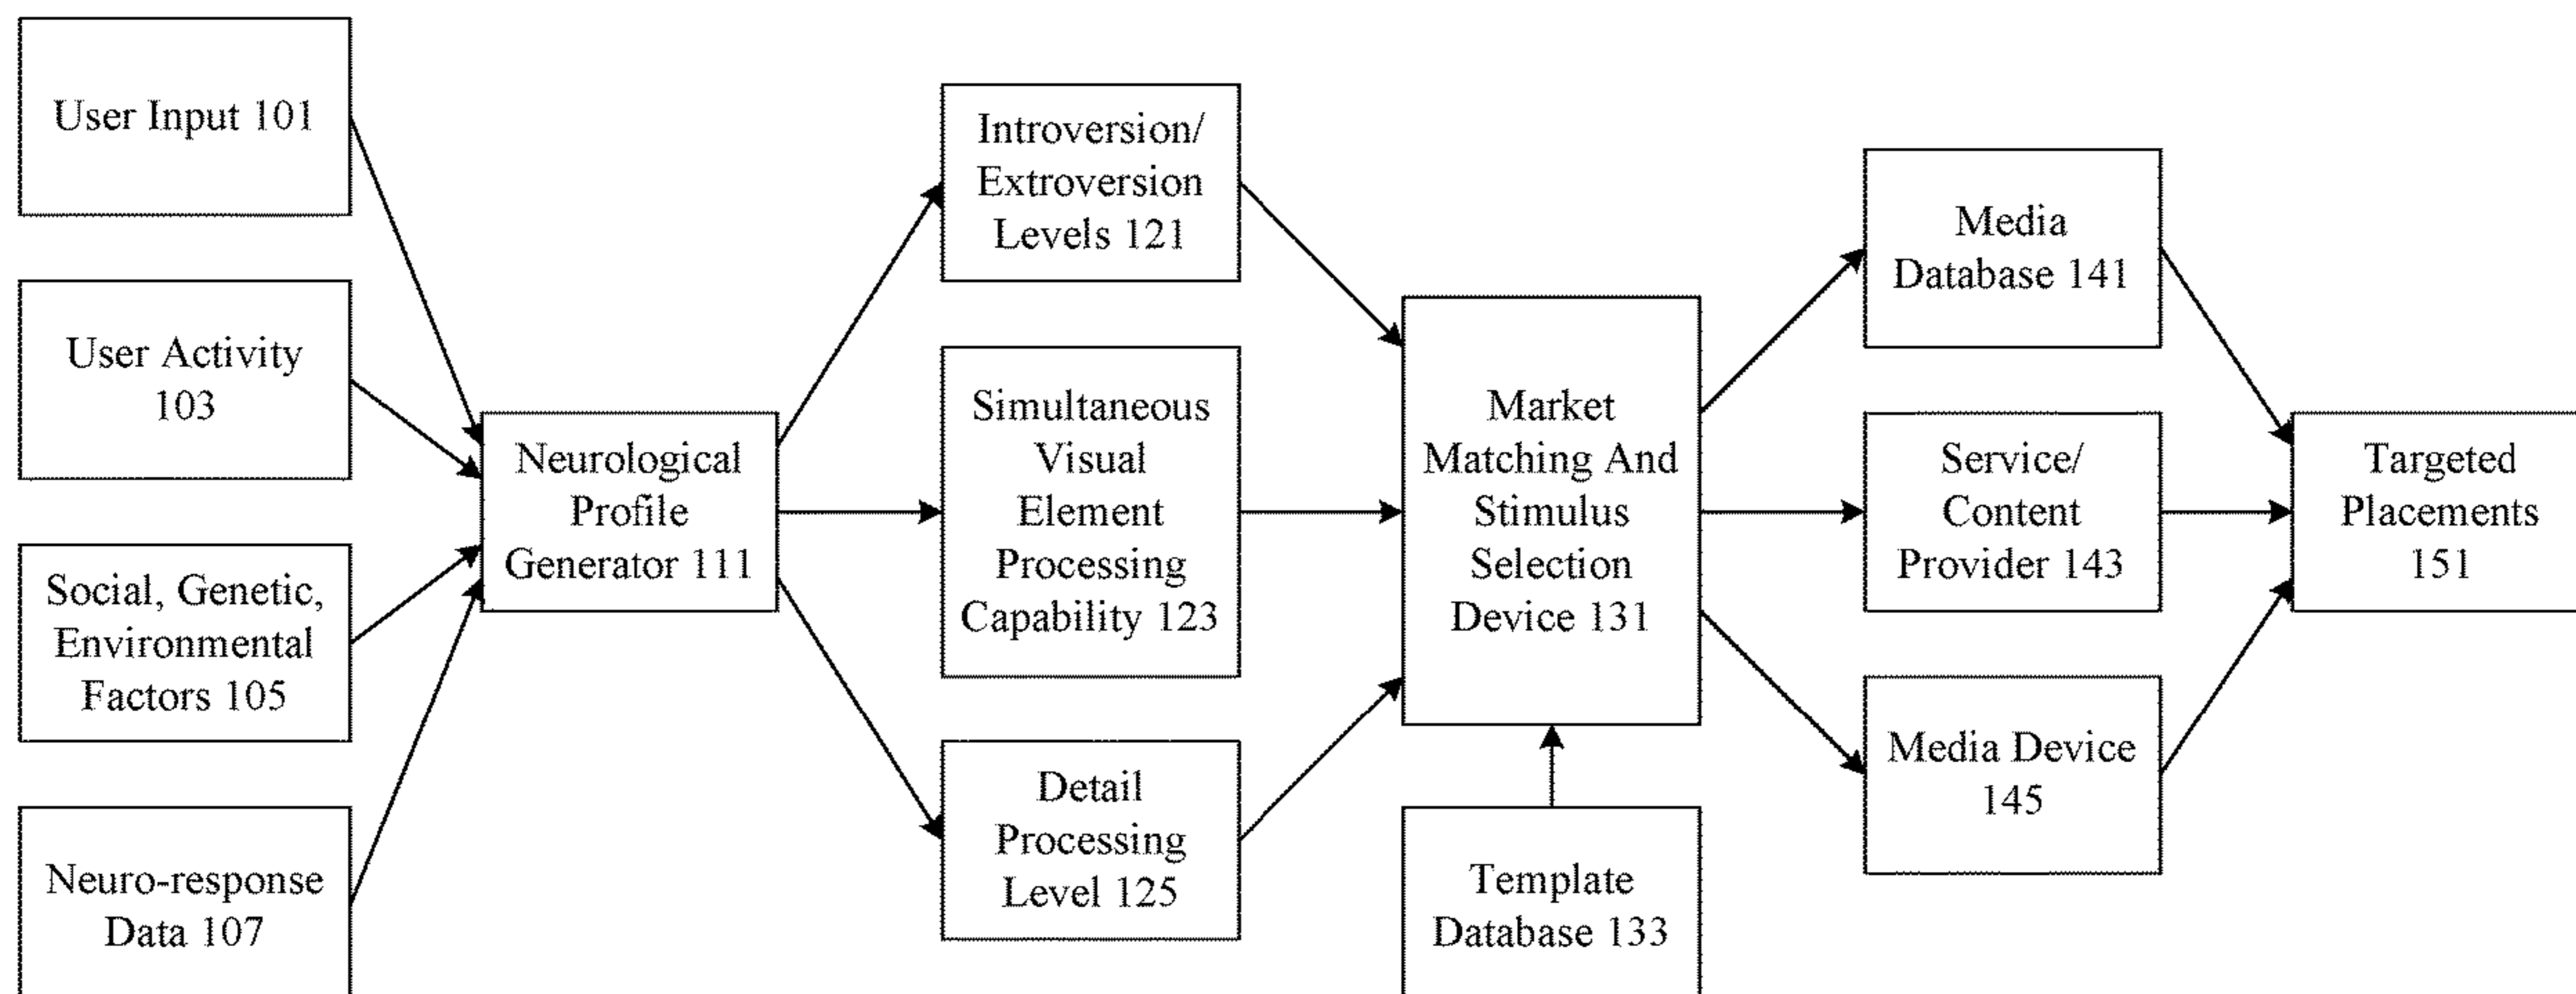 User Input 101
User Activity
103
Social, Genetic,
Environmental
Factors 105
Neuro-response
Data 107
Neurological
Profile
Generator 111
Introversion/
Extroversion
Levels 121
Simultaneous
Visual
Element
Processing
Capability 123
Detail
Processing
Level 125
Market
Matching And
Stimulus
Selection
Device 131
Template
Database 133
Media
Database 141
Service/
Content
Provider 143
Media Device
145
Targeted
Placements
151